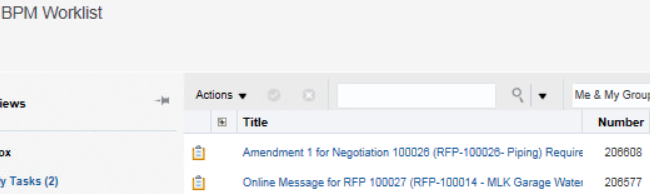 BPM Worklist
iews
Actions
Me & My Group
Title Number
ox
Amendment 1 for Negotiation 100026 (RFP-100026- Piping) Require 206608
y Tasks (2)
Online Message for RFP 100027 (RFP-100014 - MLK Garage Water 206577